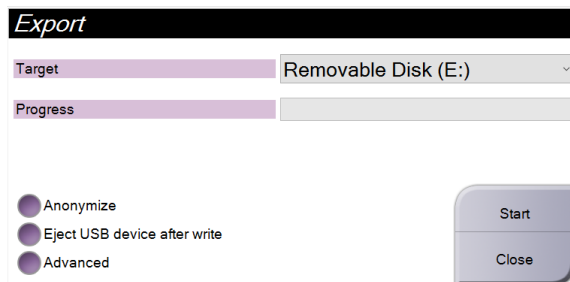 Export
Target
Removable Disk (E:)
Progress
Anonymize
Eject USB device after write
Advanced
Start
Close